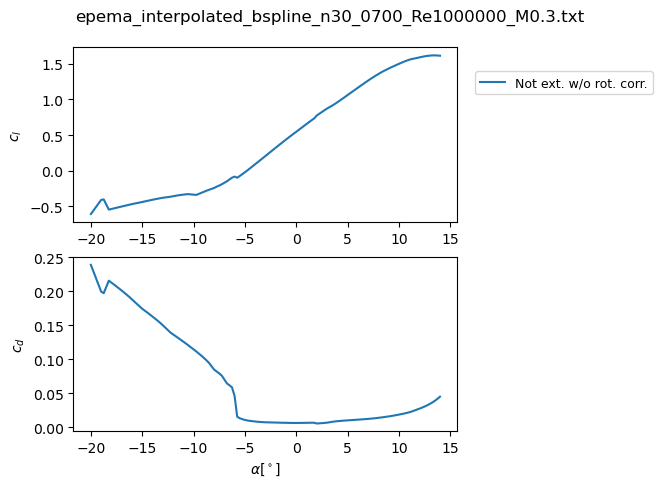 epema_interpolated_bspline_n30_0700_Re1000000_M0.3.txt
1.5
1.0
0.5
0.0
−0.5
c_l
−20 −15 −10 −5 0 5 10 15
Not ext. w/o rot. corr.
0.25
0.20
0.15
0.10
0.05
0.00
c_d
−20 −15 −10 −5 0 5 10 15
α[°]